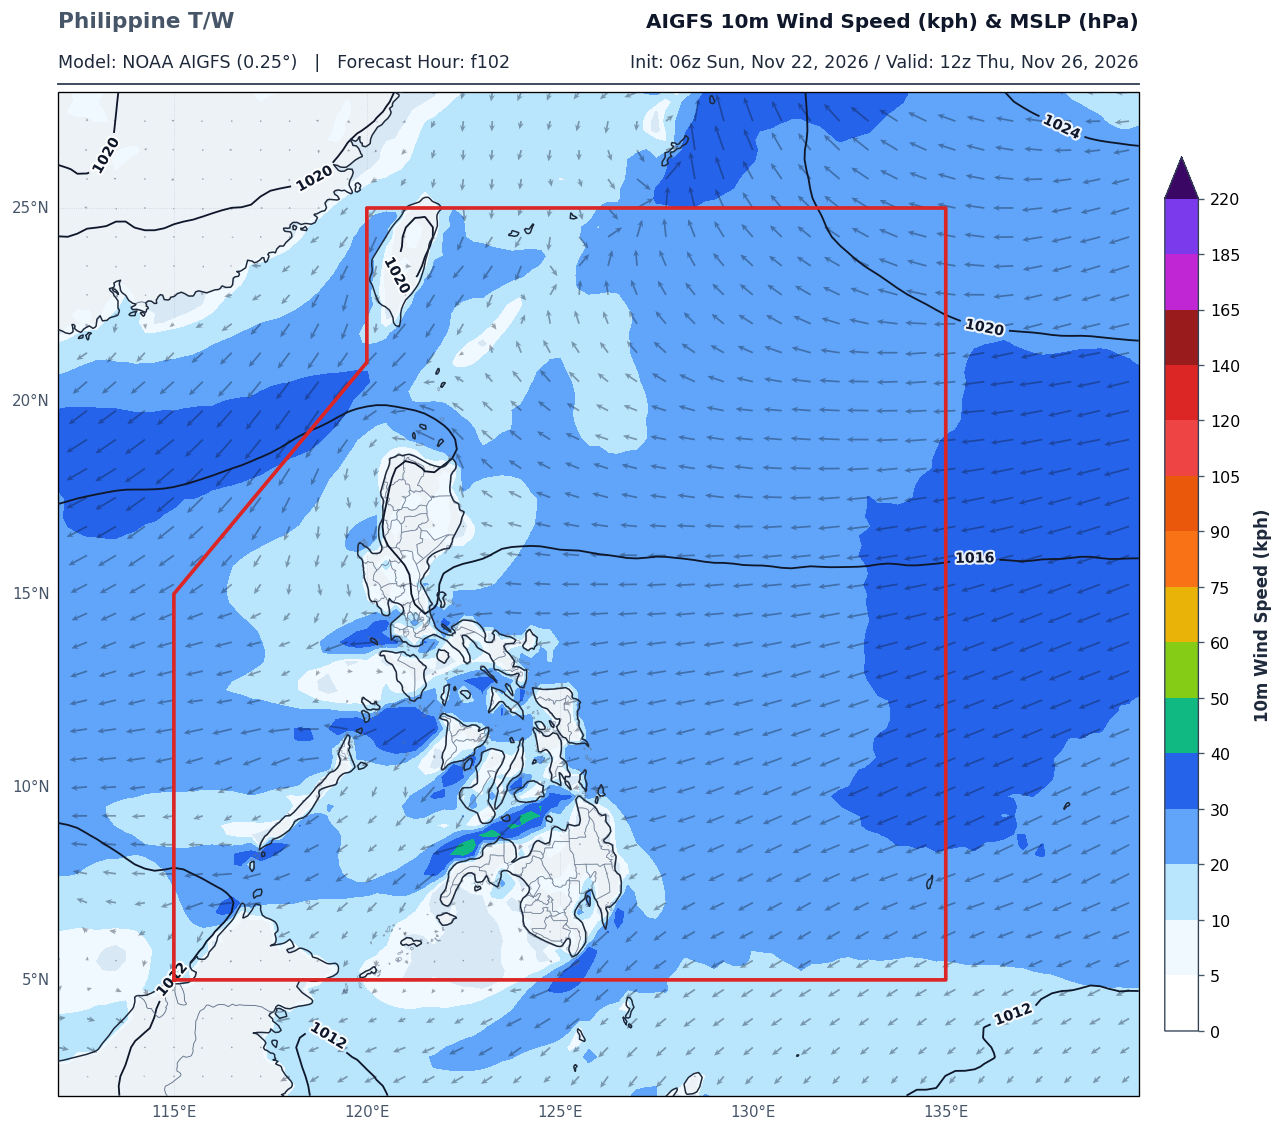 Philippine T/W
AIGFS 10m Wind Speed (kph) & MSLP (hPa)
Model: NOAA AIGFS (0.25°)   |   Forecast Hour: f102
Init: 06z Sun, Nov 22, 2026 / Valid: 12z Thu, Nov 26, 2026
1020
1020
1020
1024
1020
1016
1012
1012
1012
25°N
20°N
15°N
10°N
5°N
115°E
120°E
125°E
130°E
135°E
220
185
165
140
120
105
90
75
60
50
40
30
20
10
5
0
10m Wind Speed (kph)